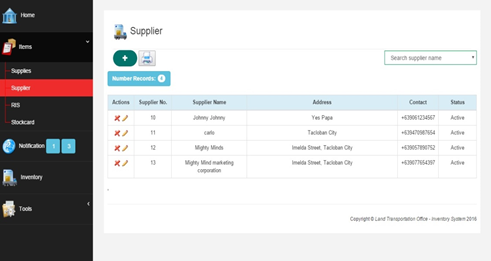 Home
Items
Supplies
Supplier
RIS
Stockcard
Notification 1 3
Inventory
Tools
Supplier
Search supplier name
Number Records: 4
Actions Supplier No. Supplier Name Address Contact Status
10 Johnny Johnny Yes Papa +639061234567 Active
11 carlo Tacloban City +639470987654 Active
12 Mighty Minds Imelda Street, Tacloban City +639057890752 Active
13 Mighty Mind marketing corporation Imelda Street, Tacloban City +639077654397 Active
Copyright © Land Transportation Office - Inventory System 2016